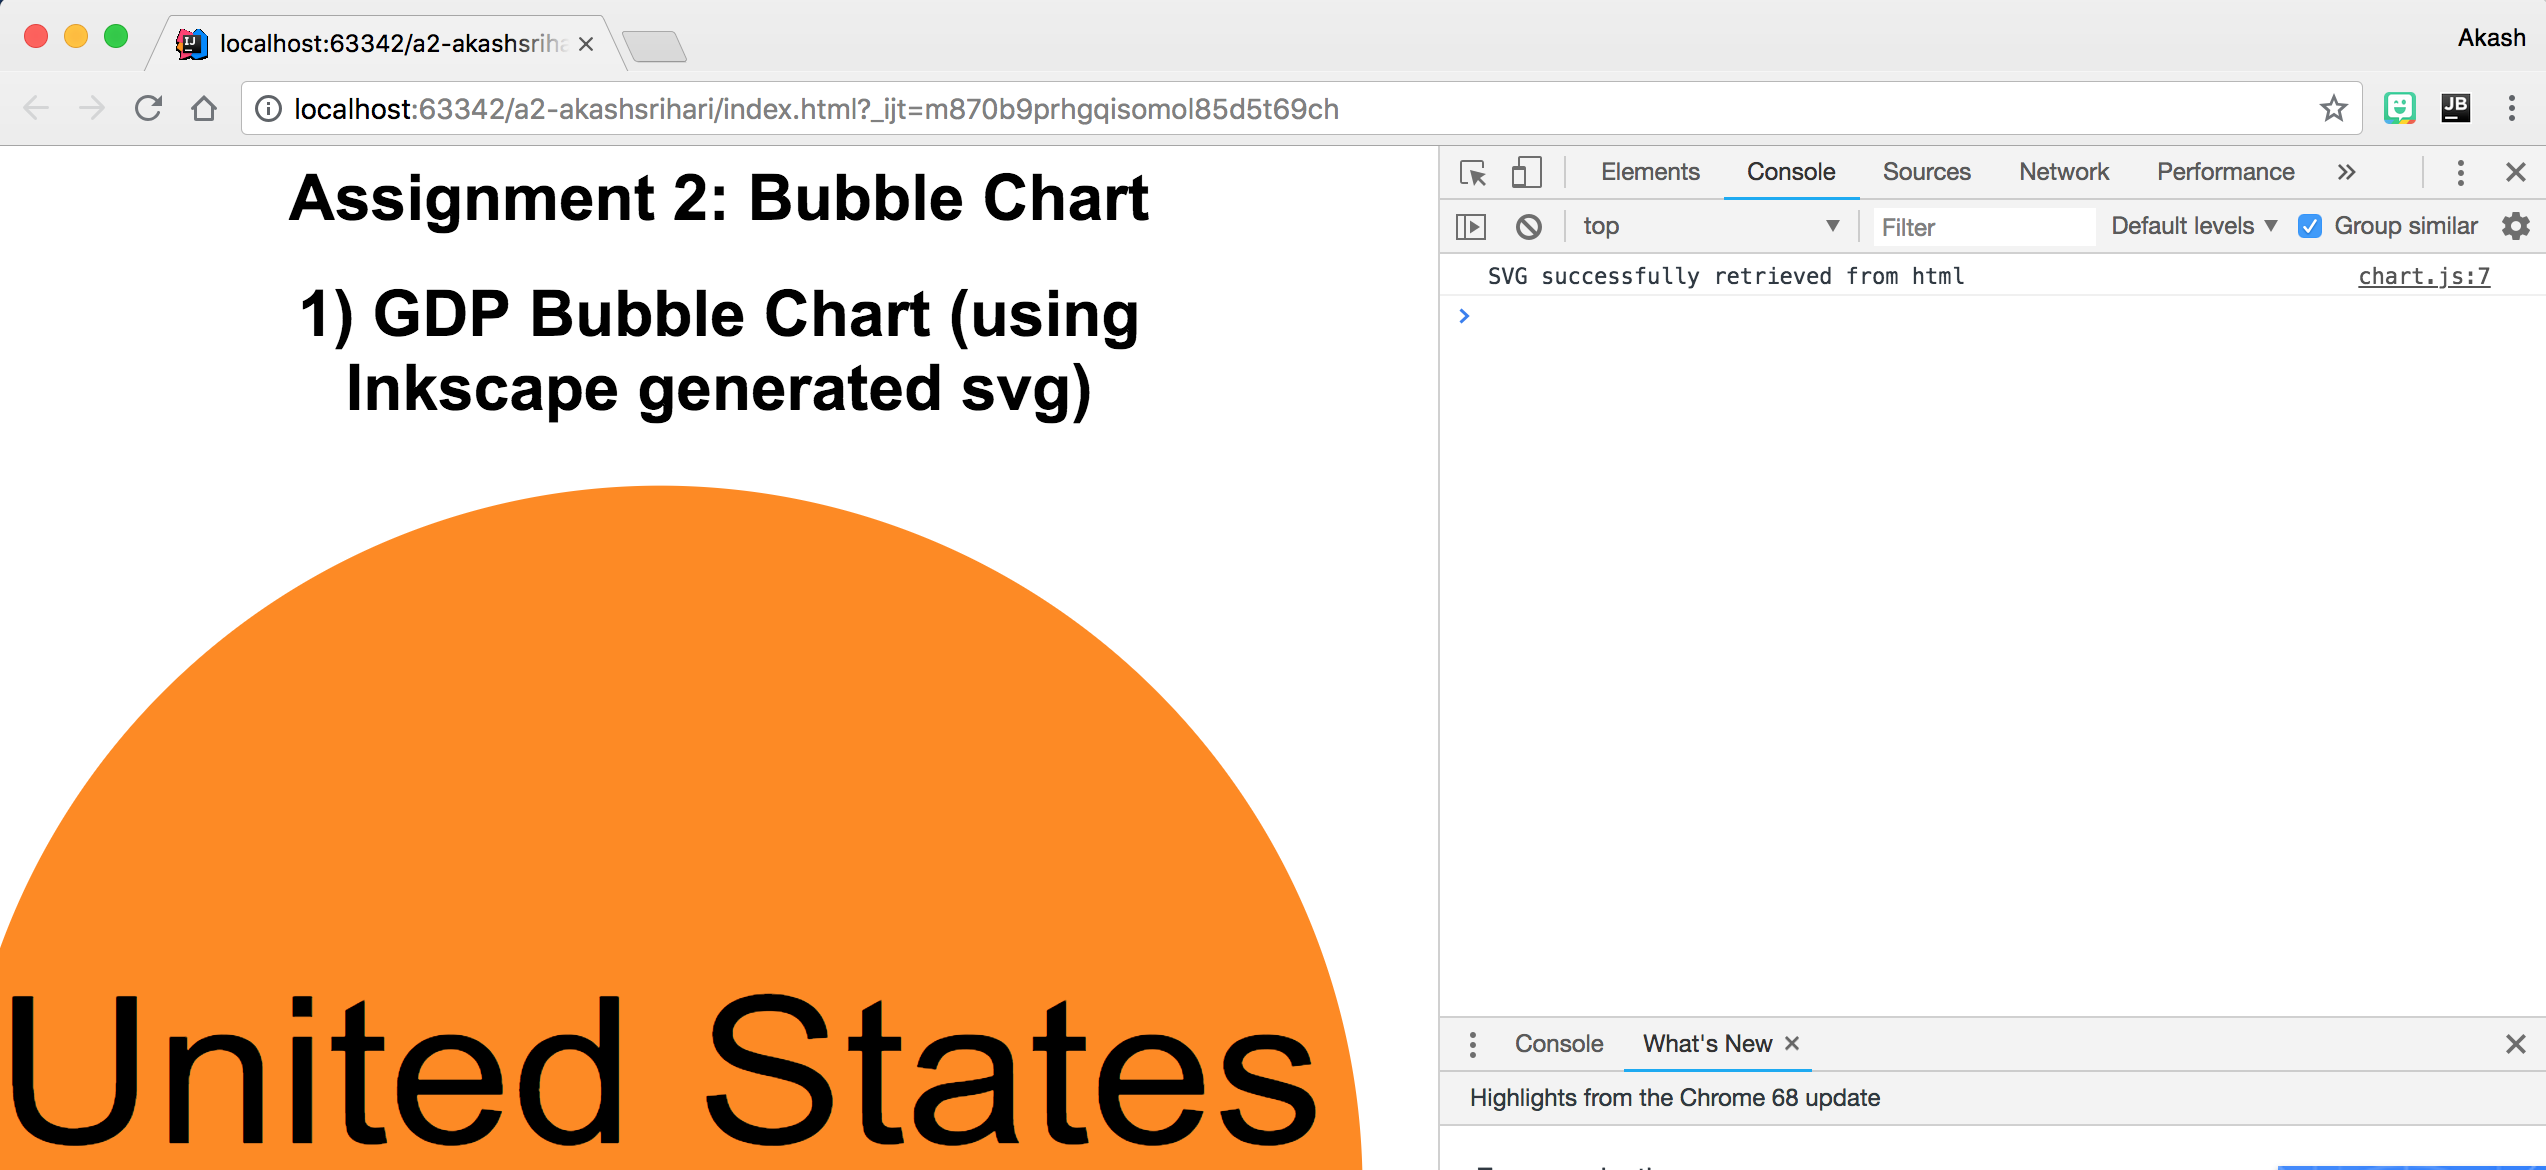 localhost:63342/a2-akashsriha
Akash
localhost:63342/a2-akashsrihari/index.html?_ijt=m870b9prhgqisomol85d5t69ch
JB
Assignment 2: Bubble Chart
1) GDP Bubble Chart (using
Inkscape generated svg)
United States
Elements Console Sources Network Performance
top Filter Default levels Group similar
SVG successfully retrieved from html chart.js:7
Console What's New
Highlights from the Chrome 68 update